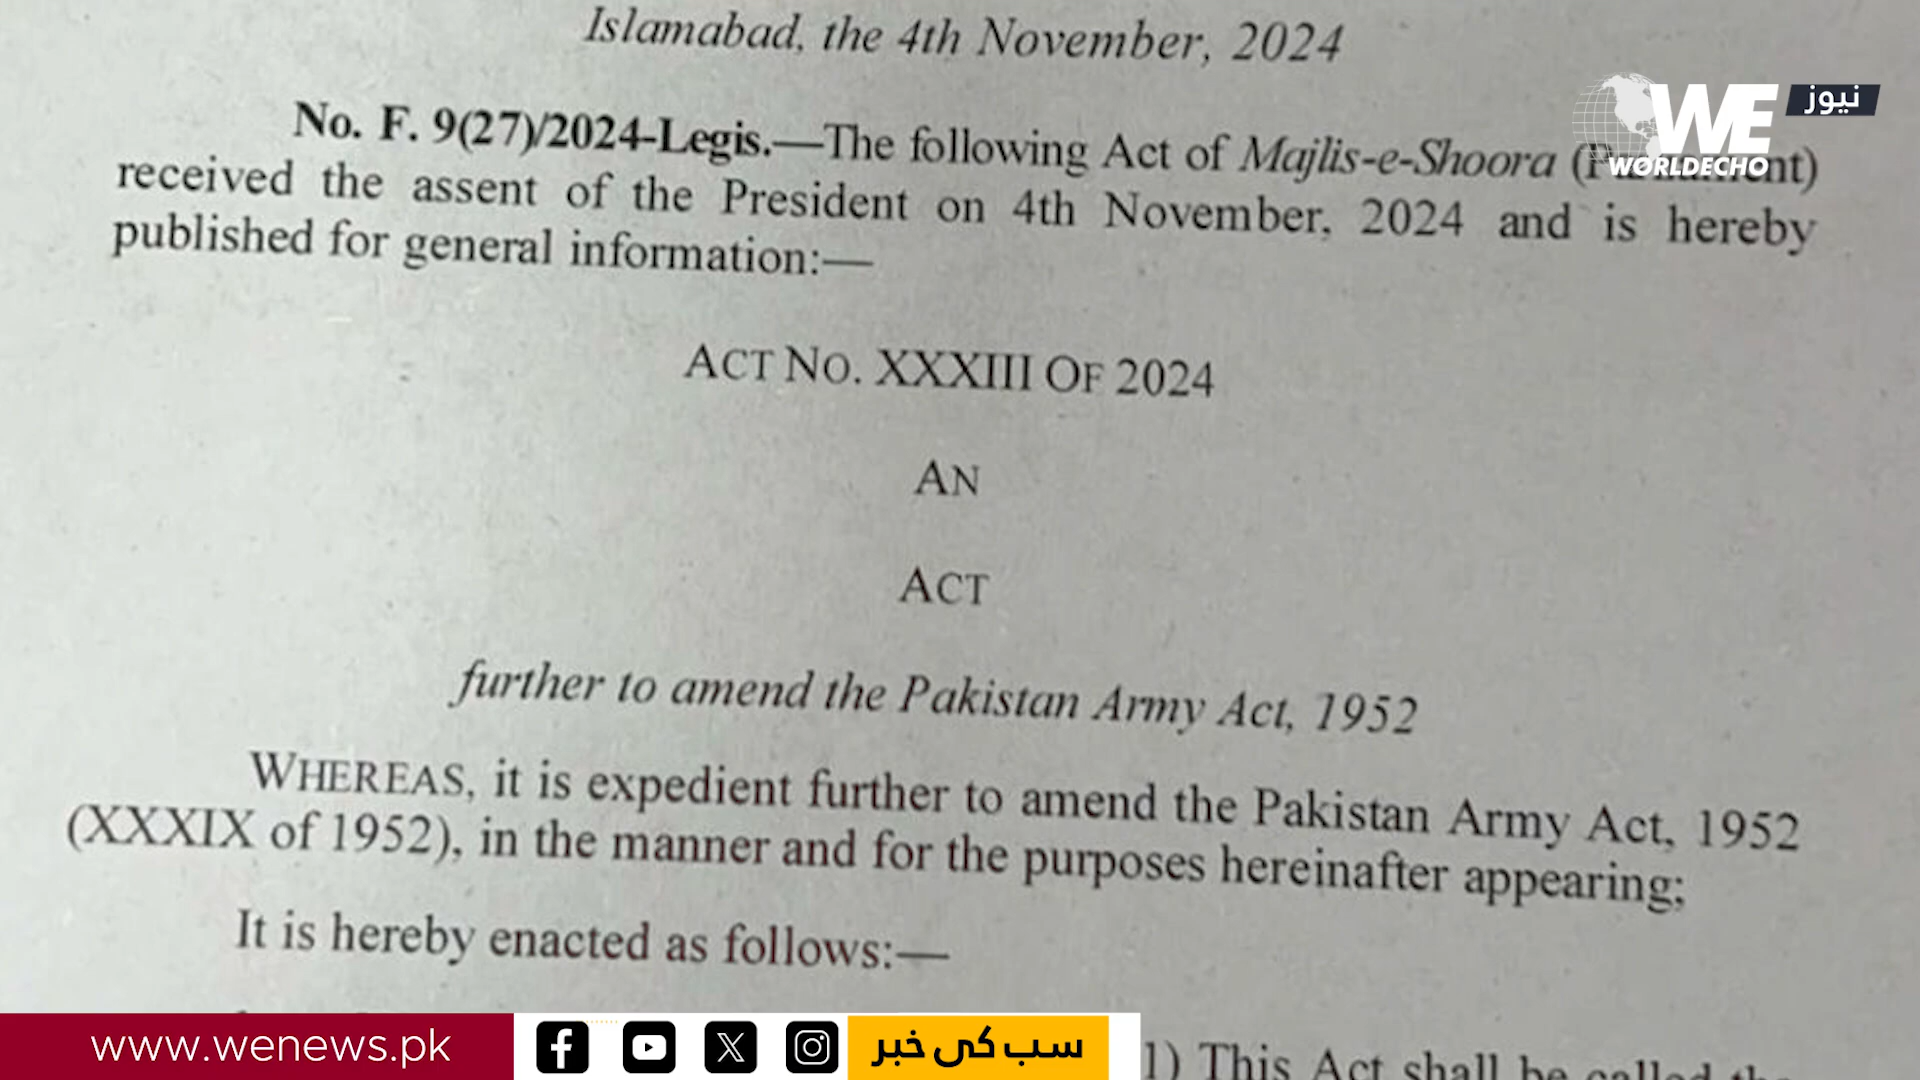 Islamabad, the 4th November, 2024
WE نیوز
WORLDECHO
No. F. 9(27)/2024-Legis.—The following Act of Majlis-e-Shoora (Parliament)
received the assent of the President on 4th November, 2024 and is hereby
published for general information:—
ACT NO. XXXIII OF 2024
AN
ACT
further to amend the Pakistan Army Act, 1952
WHEREAS, it is expedient further to amend the Pakistan Army Act, 1952
(XXXIX of 1952), in the manner and for the purposes hereinafter appearing;
It is hereby enacted as follows:—
1) This Act shall be called the
www.wenews.pk سب کی خبر